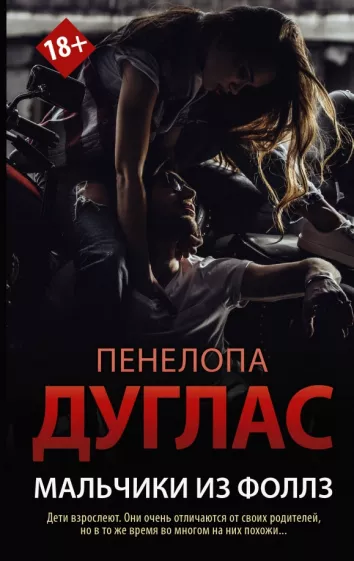 18+
ПЕНЕЛОПА
ДУГЛАС
МАЛЬЧИКИ ИЗ ФОЛЛЗ
Дети взрослеют. Они очень отличаются от своих родителей,
но в то же время во многом на них похожи...